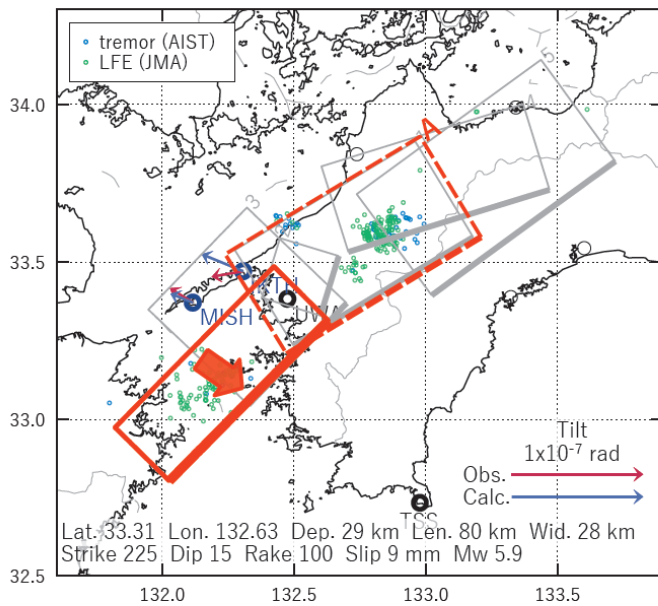 tremor (AIST)
LFE (JMA)
34.0
33.5
33.0
32.5
A
3
MISH
UWA
Tilt
1x10-7 rad
Obs.
Calc.
TSS
Lat. 33.31 Lon. 132.63 Dep. 29 km Len. 80 km Wid. 28 km
Strike 225 Dip 15 Rake 100 Slip 9 mm Mw 5.9
132.0 132.5 133.0 133.5